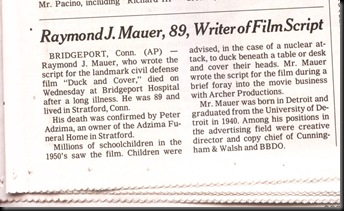 Mr. Pacino, including Richard
Raymond J. Mauer, 89, Writer of Film Script
BRIDGEPORT, Conn. (AP) —
Raymond J. Mauer, who wrote the
script for the landmark civil defense
film “Duck and Cover,” died on
Wednesday at Bridgeport Hospital
after a long illness. He was 89 and
lived in Stratford, Conn.
His death was confirmed by Peter
Adzima, an owner of the Adzima Fu-
neral Home in Stratford.
Millions of schoolchildren in the
1950’s saw the film. Children were
advised, in the case of a nuclear at-
tack, to duck beneath a table or desk
and cover their heads. Mr. Mauer
wrote the script for the film during a
brief foray into the movie business
with Archer Productions.
Mr. Mauer was born in Detroit and
graduated from the University of De-
troit in 1940. Among his positions in
the advertising field were creative
director and copy chief of Cunning-
ham & Walsh and BBDO.